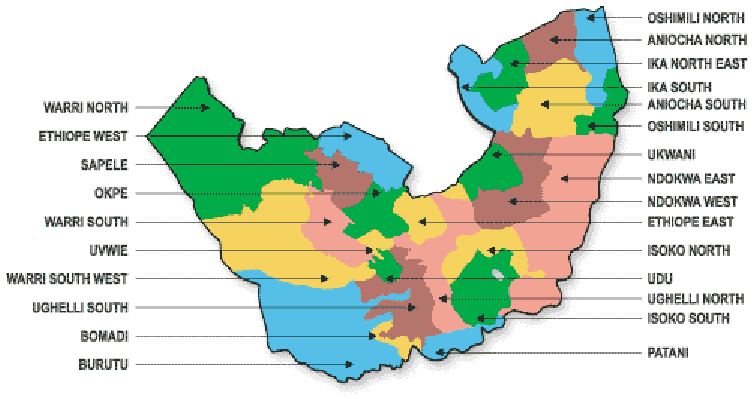 WARRI NORTH
ETHIOPE WEST
SAPELE
OKPE
WARRI SOUTH
UVWIE
WARRI SOUTH WEST
UGHELLI SOUTH
BOMADI
BURUTU
OSHIMILI NORTH
ANIOCHA NORTH
IKA NORTH EAST
IKA SOUTH
ANIOCHA SOUTH
OSHIMILI SOUTH
UKWANI
NDOKWA EAST
NDOKWA WEST
ETHIOPE EAST
ISOKO NORTH
UDU
UGHELLI NORTH
ISOKO SOUTH
PATANI